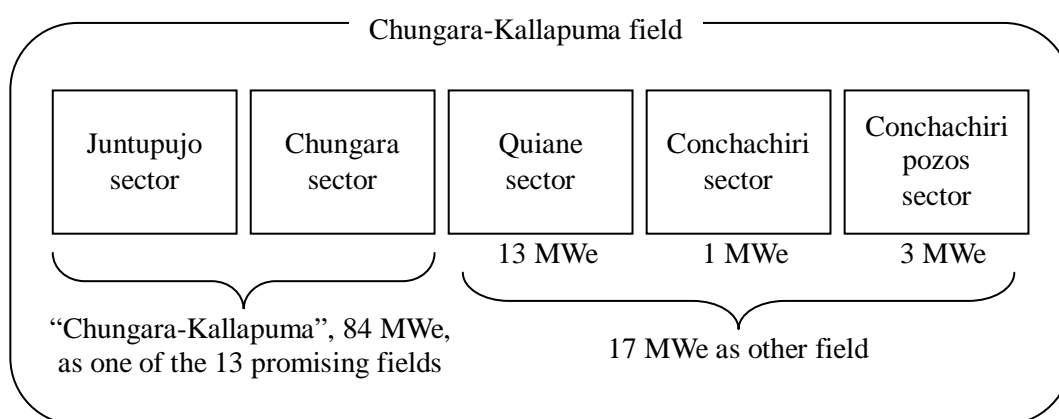 Chungara-Kallapuma field
Juntupujo
sector
Chungara
sector
Quiane
sector
Conchachiri
sector
Conchachiri
pozos
sector
13 MWe
1 MWe
3 MWe
“Chungara-Kallapuma”, 84 MWe,
as one of the 13 promising fields
17 MWe as other field